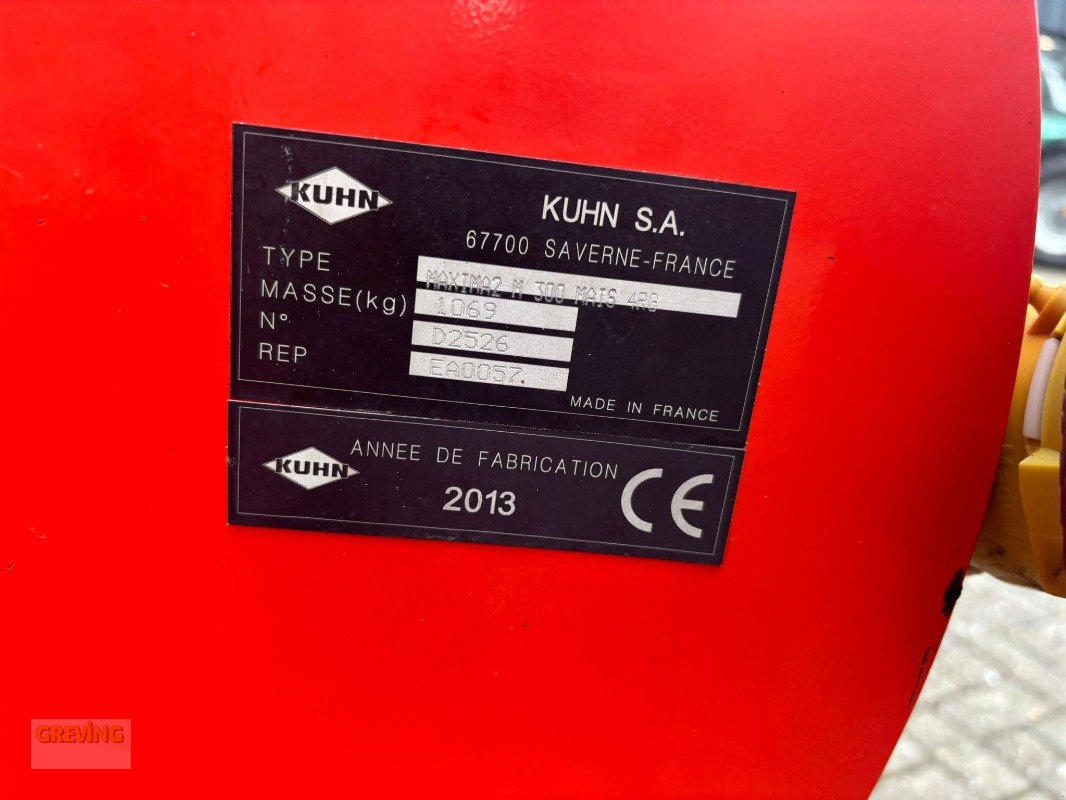 KUHN
KUHN S.A.
67700 SAVERNE-FRANCE
TYPE MAXIMA2 M 300 MAIS 4RG
MASSE(kg) 1069
N° D2526
REP EA0057
MADE IN FRANCE
KUHN
ANNEE DE FABRICATION
2013
CE
GREVING